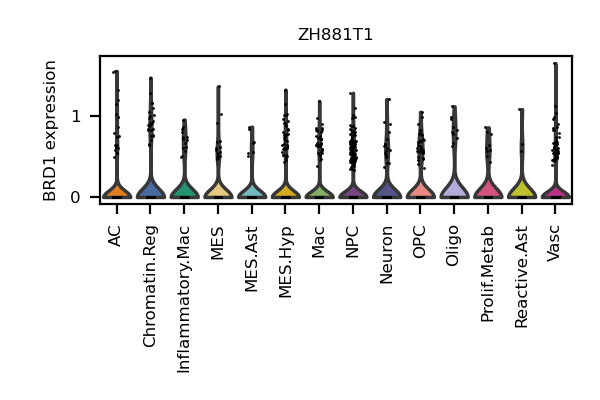 ZH881T1
BRD1 expression
1
0
AC
Chromatin.Reg
Inflammatory.Mac
MES
MES.Ast
MES.Hyp
Mac
NPC
Neuron
OPC
Oligo
Prolif.Metab
Reactive.Ast
Vasc